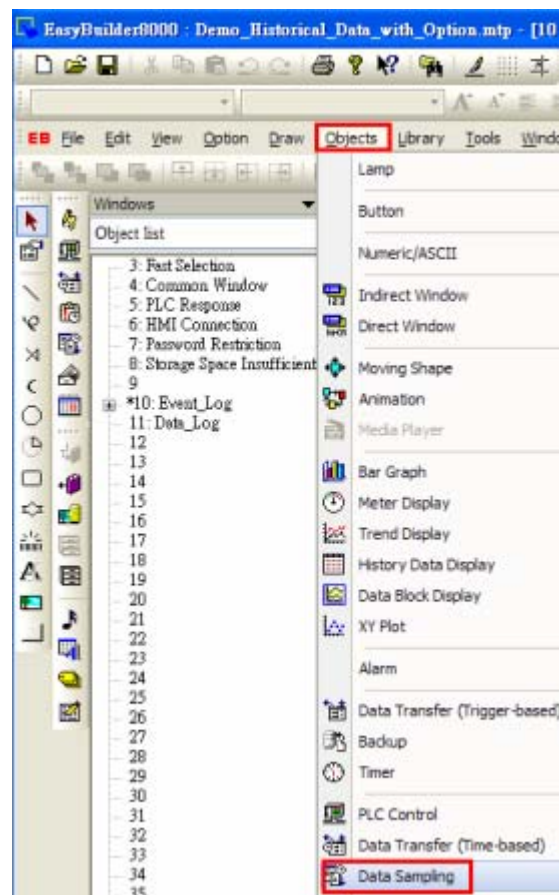 EasyBuilder8000 : Demo_Historical_Data_with_Option.mtp - [10
EB File Edit View Option Draw Objects Library Tools
Windows
Object list
3: Fast Selection
4: Common Window
5: PLC Response
6: HMI Connection
7: Password Restriction
8: Storage Space Insufficient
9
*10: Event_Log
11: Data_Log
12
13
14
15
16
17
18
19
20
21
22
23
24
25
26
27
28
29
30
31
32
33
34
35
Lamp
Button
Numeric/ASCII
Indirect Window
Direct Window
Moving Shape
Animation
Media Player
Bar Graph
Meter Display
Trend Display
History Data Display
Data Block Display
XY Plot
Alarm
Data Transfer (Trigger-based)
Backup
Timer
PLC Control
Data Transfer (Time-based)
Data Sampling